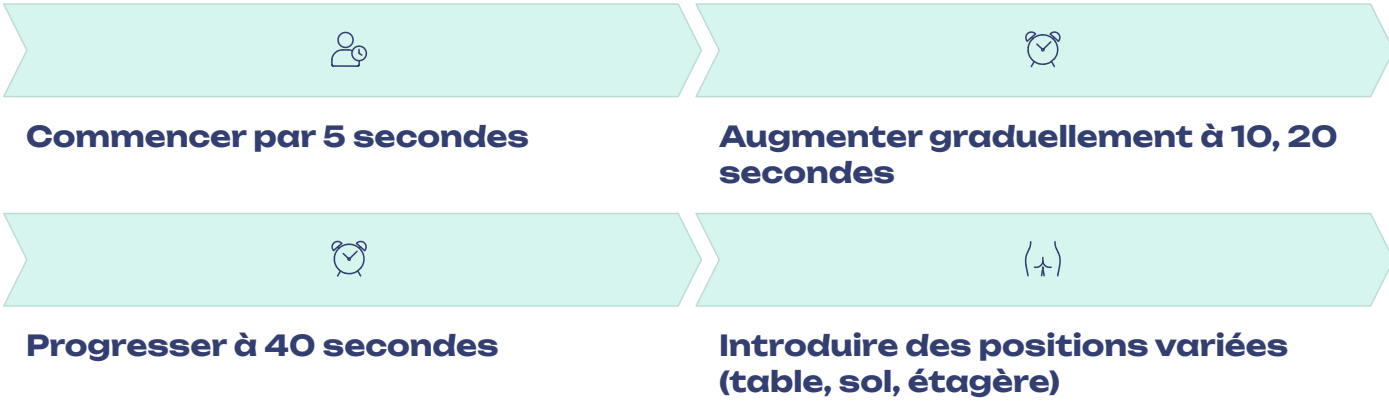 Commencer par 5 secondes
Augmenter graduellement à 10, 20
secondes
Progresser à 40 secondes
Introduire des positions variées
(table, sol, étagère)